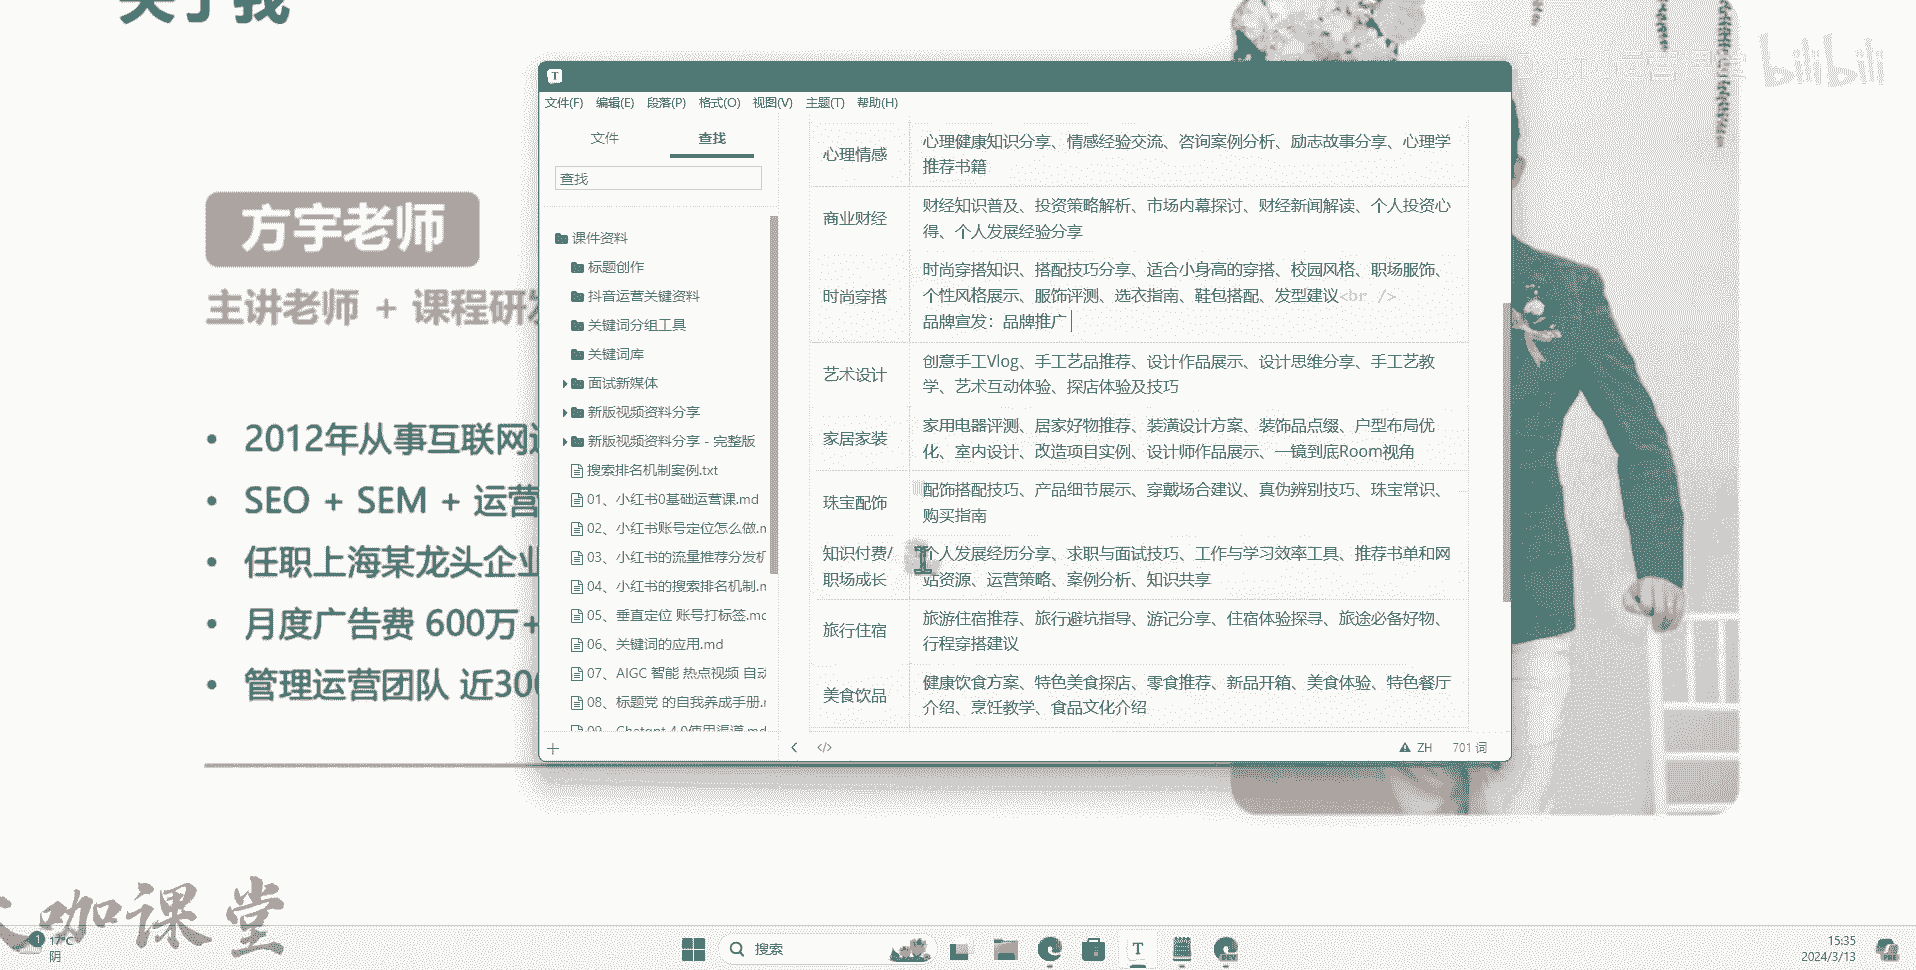 关于我
bilibili
方宇老师
主讲老师 + 课程研发
• 2012年从事互联网
• SEO + SEM + 运营
• 任职上海某龙头企业
• 月度广告费 600万+
• 管理运营团队 近300
文件(F) 编辑(E) 段落(P) 格式(O) 视图(V) 主题(T) 帮助(H)
文件 查找
查找
课件资料
标题创作
抖音运营关键资料
关键词分组工具
关键词库
面试新媒体
新版视频资料分享
新版视频资料分享 - 完整版
搜索排名机制案例.txt
01、小红书0基础运营课.md
02、小红书账号定位怎么做.m
03、小红书的流量推荐分发机
04、小红书的搜索排名机制.m
05、垂直定位 账号打标签.md
06、关键词的应用.md
07、AIGC 智能 热点视频 自动
08、标题党 的自我养成手册.
09、Chatgpt 4.0使用渠道.md
心理情感
心理健康知识分享、情感经验交流、咨询案例分析、励志故事分享、心理学
推荐书籍
商业财经
财经知识普及、投资策略解析、市场内幕探讨、财经新闻解读、个人投资心
得、个人发展经验分享
时尚穿搭
时尚穿搭知识、搭配技巧分享、适合小身高的穿搭、校园风格、职场服饰、
个性风格展示、服饰评测、选衣指南、鞋包搭配、发型建议<br />
品牌宣发：品牌推广
艺术设计
创意手工Vlog、手工艺品推荐、设计作品展示、设计思维分享、手工艺教
学、艺术互动体验、探店体验及技巧
家居家装
家用电器评测、居家好物推荐、装潢设计方案、装饰品点缀、户型布局优
化、室内设计、改造项目实例、设计师作品展示、一镜到底Room视角
珠宝配饰
配饰搭配技巧、产品细节展示、穿戴场合建议、真伪辨别技巧、珠宝常识、
购买指南
知识付费/
职场成长
个人发展经历分享、求职与面试技巧、工作与学习效率工具、推荐书单和网
站资源、运营策略、案例分析、知识共享
旅行住宿
旅游住宿推荐、旅行避坑指导、游记分享、住宿体验探寻、旅途必备好物、
行程穿搭建议
美食饮品
健康饮食方案、特色美食探店、零食推荐、新品开箱、美食体验、特色餐厅
介绍、烹饪教学、食品文化介绍
ZH 701 词
咖课堂
1
17°C
阴
搜索
15:35
2024/3/13